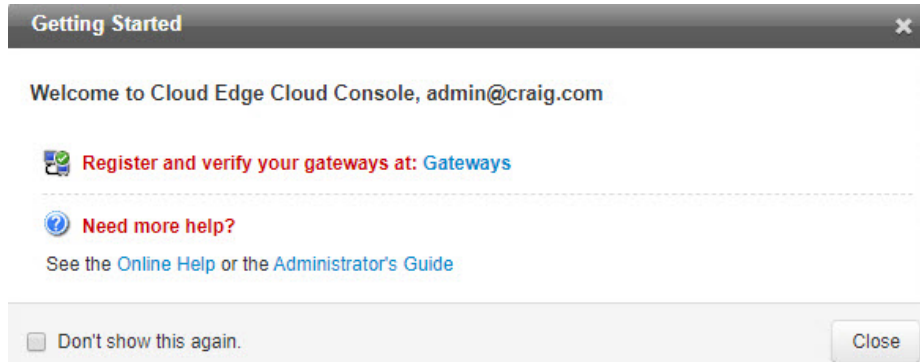 Getting Started
Welcome to Cloud Edge Cloud Console, admin@craig.com
Register and verify your gateways at: Gateways
Need more help?
See the Online Help or the Administrator's Guide
Don't show this again.
Close